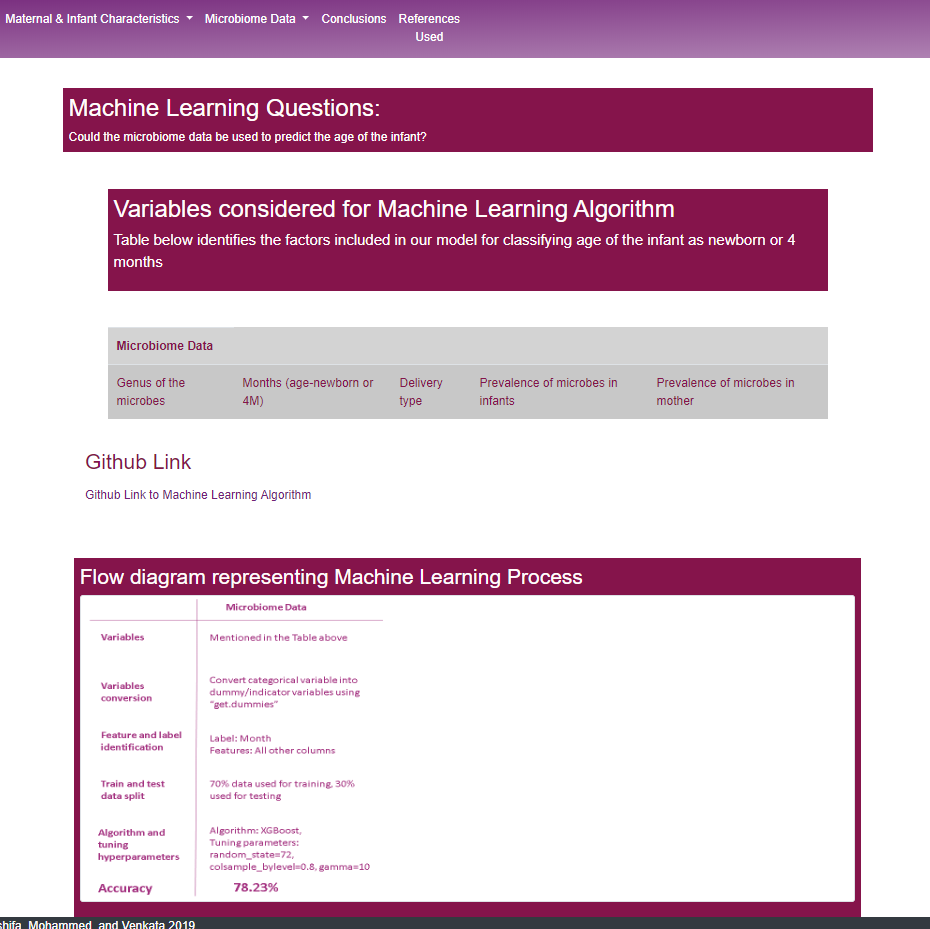 Maternal & Infant Characteristics Microbiome Data Conclusions References
Used
Machine Learning Questions:
Could the microbiome data be used to predict the age of the infant?
Variables considered for Machine Learning Algorithm
Table below identifies the factors included in our model for classifying age of the infant as newborn or 4
months
Microbiome Data
Genus of the Months (age-newborn or Delivery Prevalence of microbes in Prevalence of microbes in
microbes 4M) type infants mother
Github Link
Github Link to Machine Learning Algorithm
Flow diagram representing Machine Learning Process
Microbiome Data
Variables Mentioned in the Table above
Variables
conversion
Convert categorical variable into
dummy/indicator variables using
"get.dummies"
Feature and label
identification
Label: Month
Features: All other columns
Train and test
data split
70% data used for training, 30%
used for testing
Algorithm and
tuning
hyperparameters
Algorithm: XGBoost,
Tuning parameters:
random_state=72,
colsample_bylevel=0.8, gamma=10
Accuracy 78.23%
Mohammed, and Venkata 2019